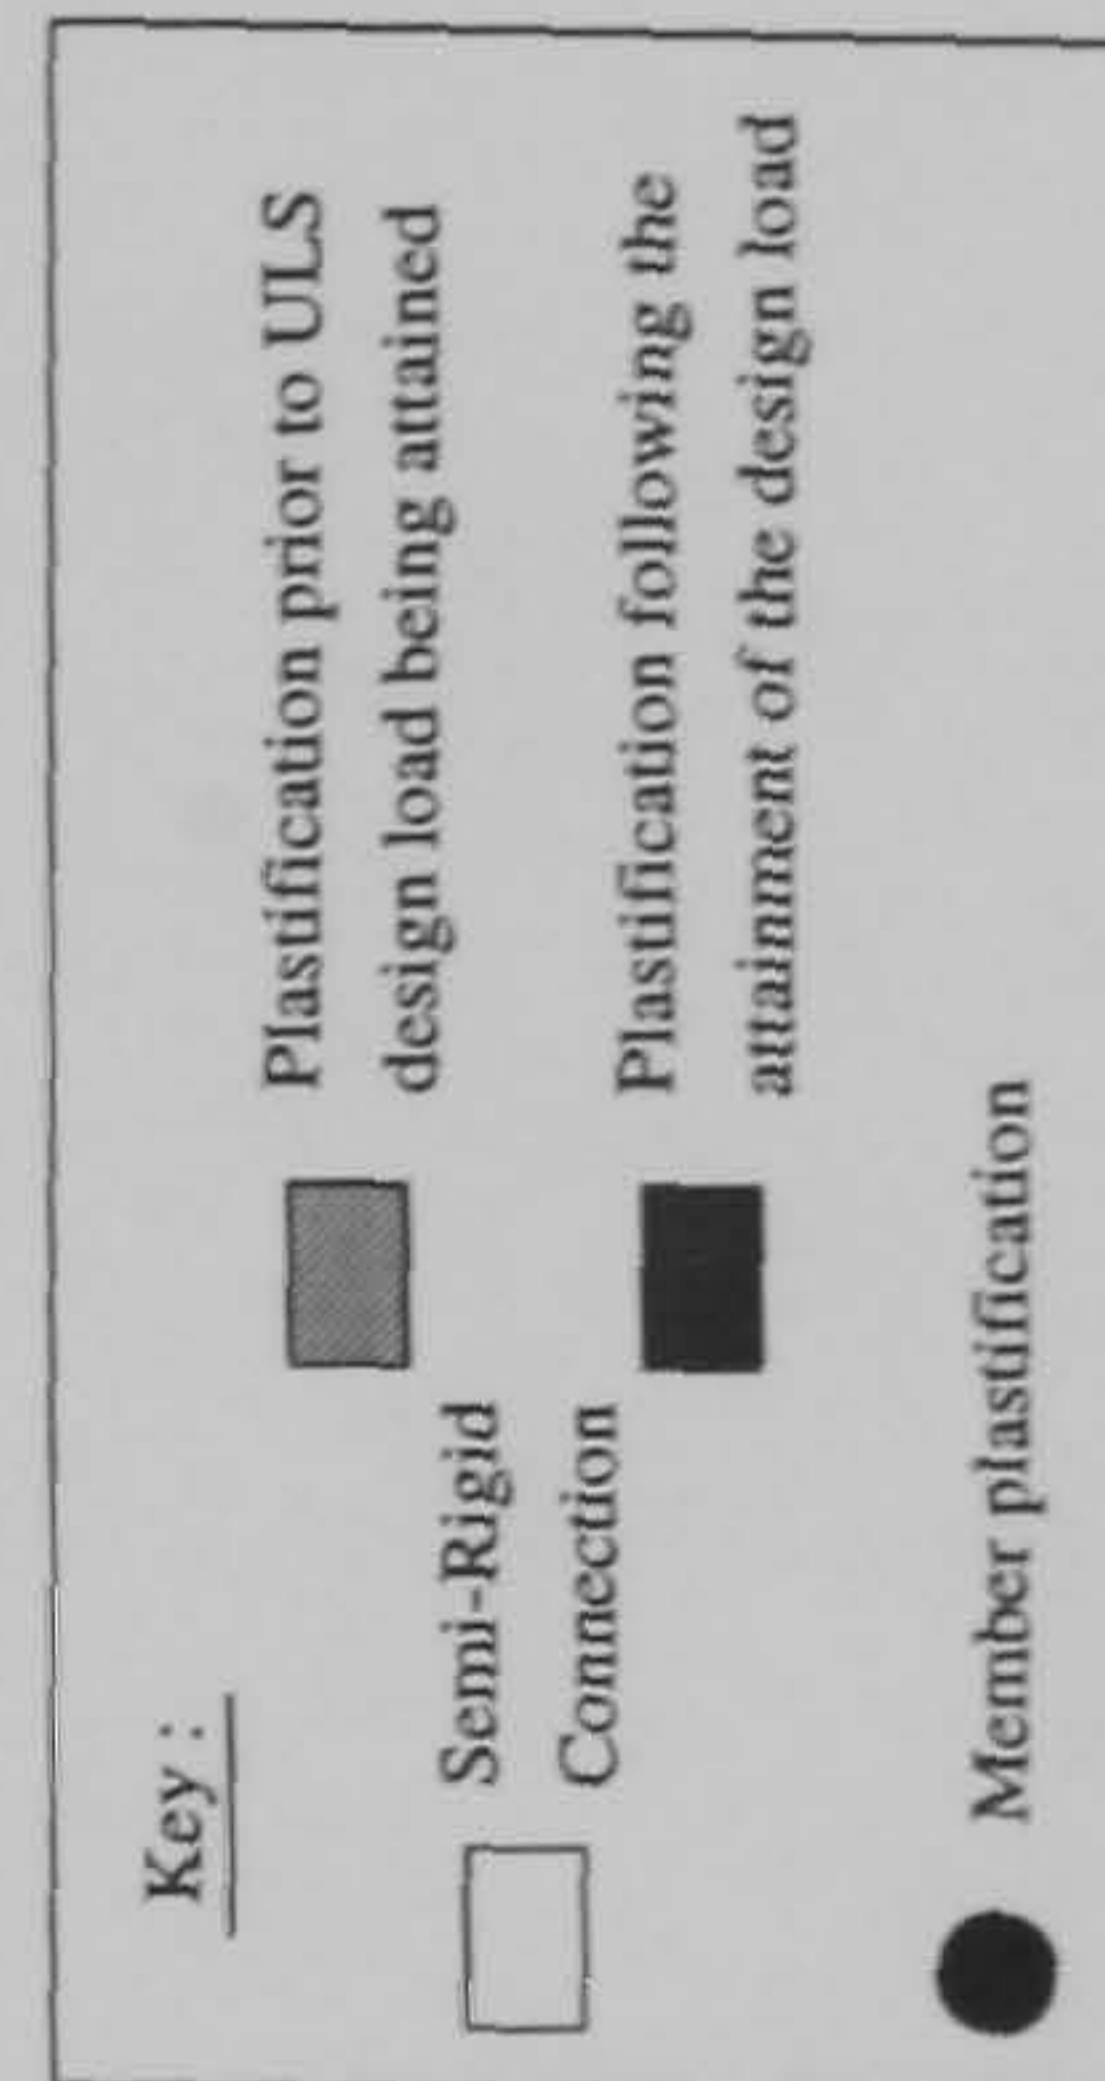 Key :
Semi-Rigid
Connection
Plastification prior to ULS
design load being attained
Plastification following the
attainment of the design load
Member plastification